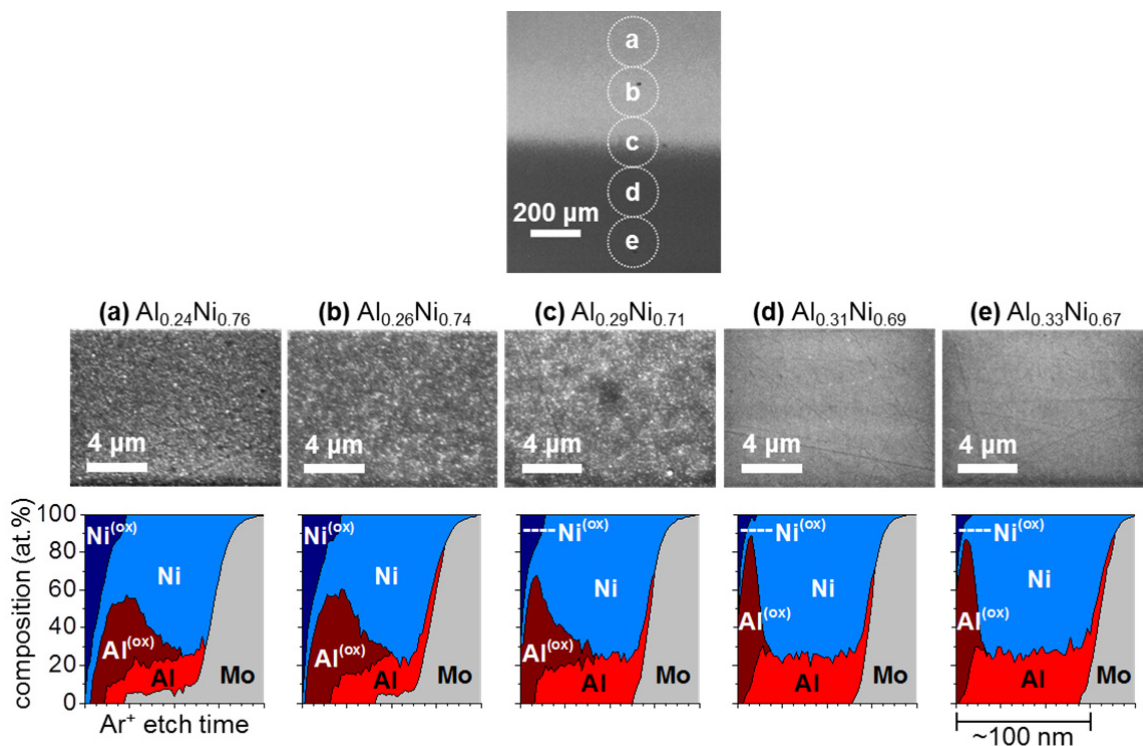 a
b
c
d
e
200 µm
(a) Al0.24Ni0.76
(b) Al0.26Ni0.74
(c) Al0.29Ni0.71
(d) Al0.31Ni0.69
(e) Al0.33Ni0.67
4 µm
4 µm
4 µm
4 µm
4 µm
composition (at.%)
100
80
60
40
20
0
Ni(ox)
Ni
Al(ox)
Al
Mo
Ni(ox)
Ni
Al(ox)
Al
Mo
Ni(ox)
Ni
Al(ox)
Al
Mo
Ni(ox)
Ni
Al(ox)
Al
Mo
Ni(ox)
Ni
Al(ox)
Al
Mo
Ar+ etch time
~100 nm